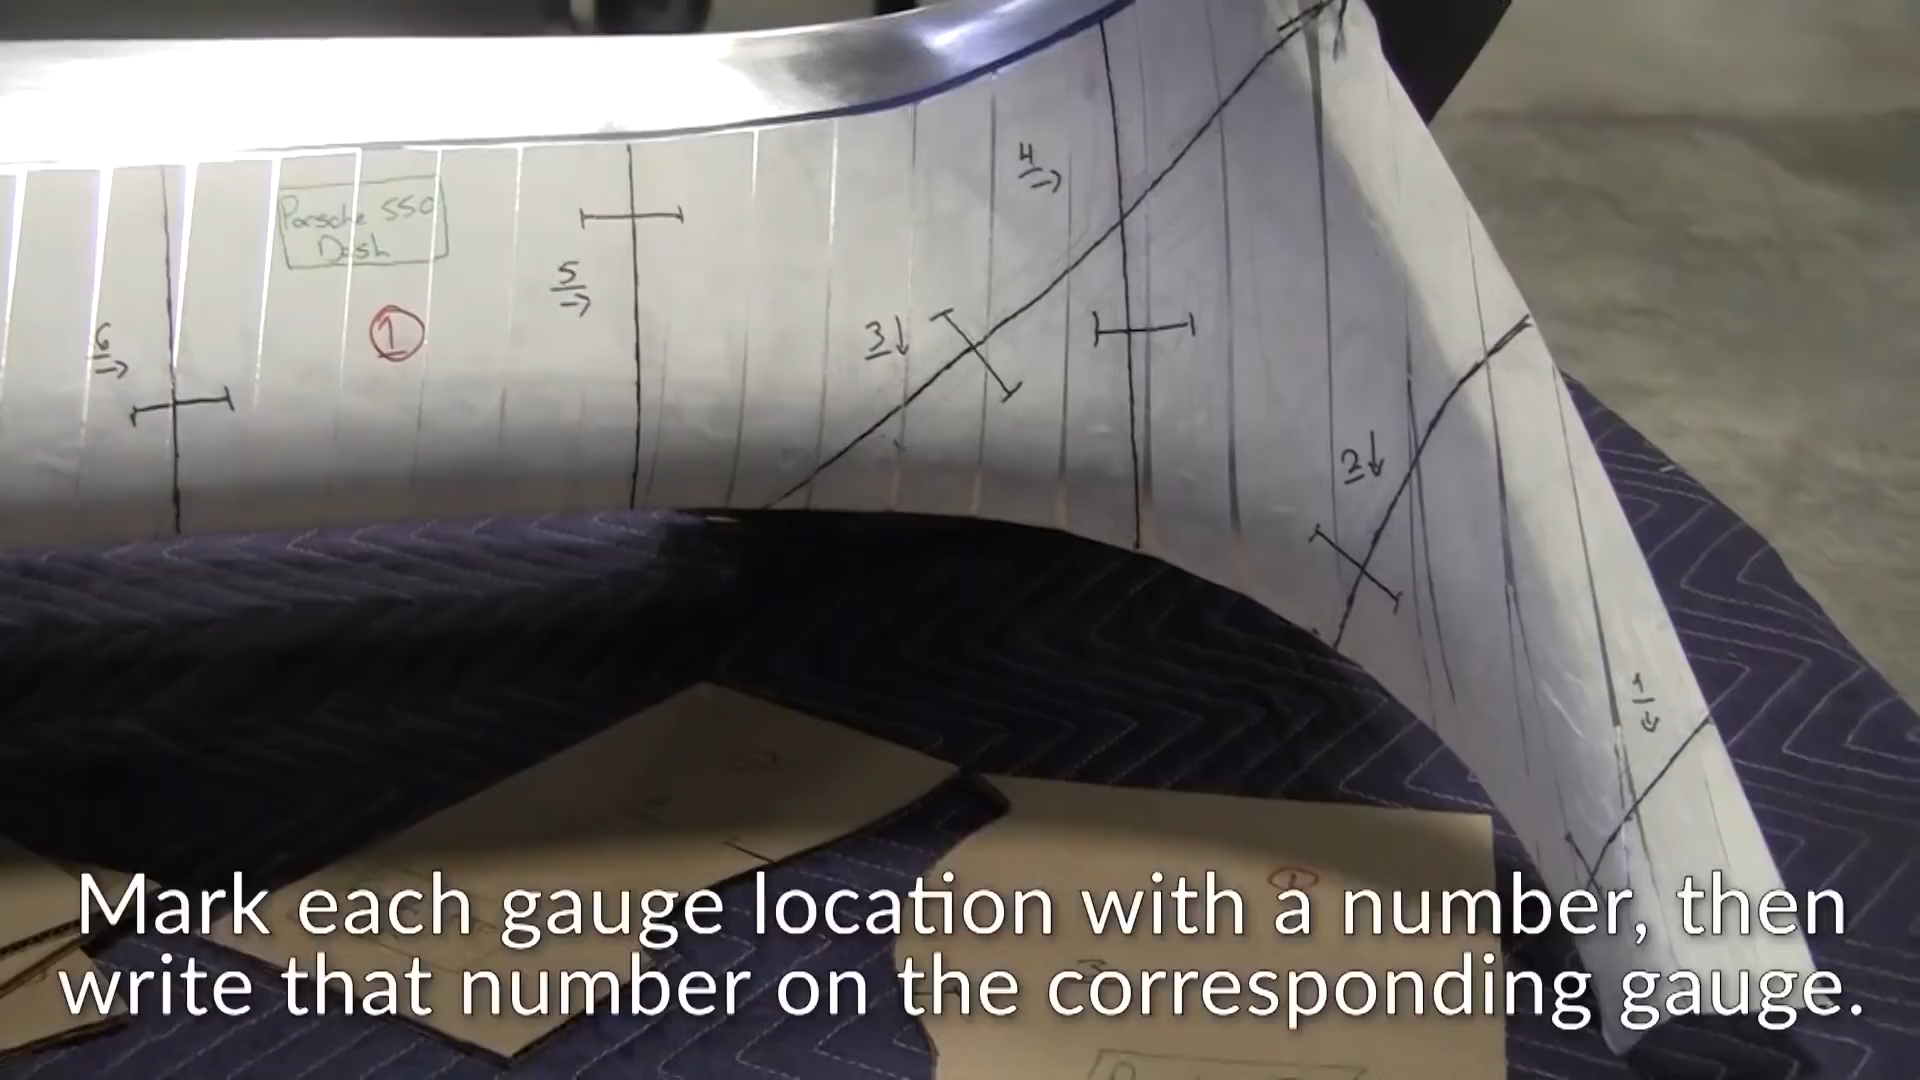 4
Porsche 550
Dash
5
3
6
1
2
1
1
Mark each gauge location with a number, then
write that number on the corresponding gauge.